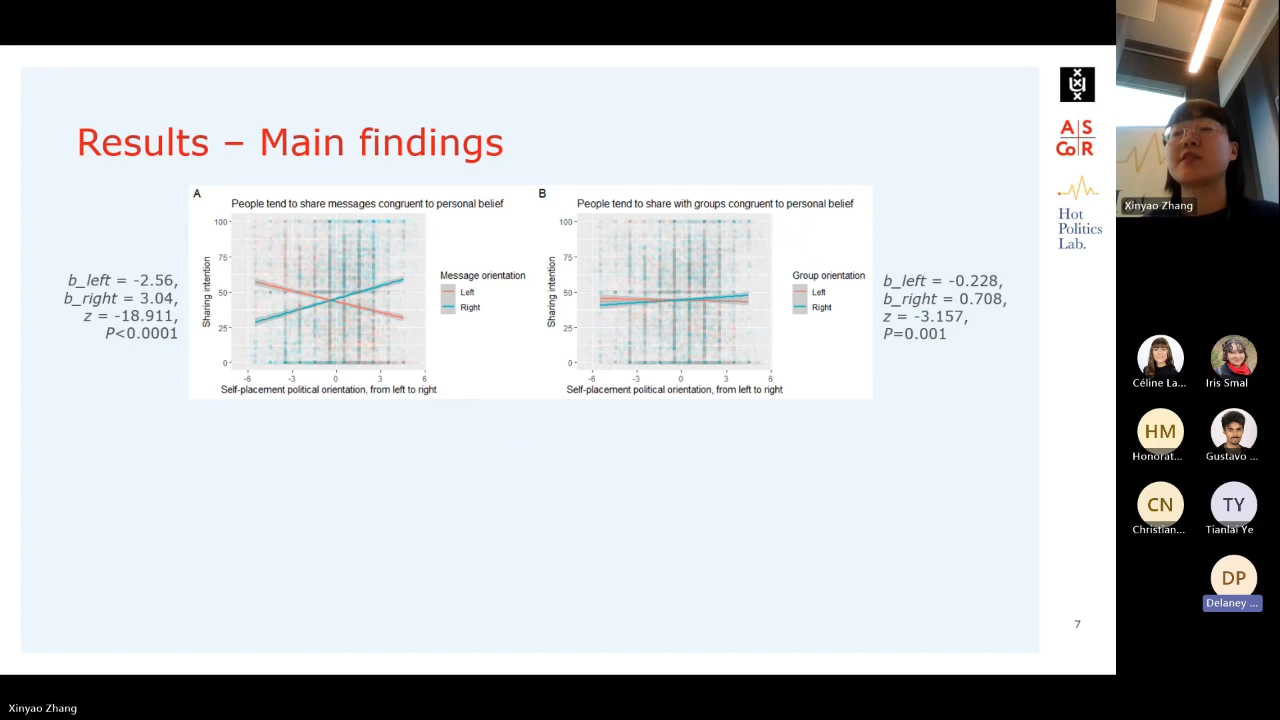 Results – Main findings
A
People tend to share messages congruent to personal belief
100
75
50
25
0
Sharing intention
-6
-3
0
3
6
Self-placement political orientation, from left to right
Message orientation
Left
Right
b_left = -2.56,
b_right = 3.04,
z = -18.911,
P<0.0001
B
People tend to share with groups congruent to personal belief
100
75
50
25
0
Sharing intention
-6
-3
0
3
6
Self-placement political orientation, from left to right
Group orientation
Left
Right
b_left = -0.228,
b_right = 0.708,
z = -3.157,
P=0.001
7
A|S
Co|R
Hot
Politics
Lab.
Xinyao Zhang
Céline La...
Iris Smal
HM
Honorat...
Gustavo ...
CN
Christian...
TY
Tianlai Ye
DP
Delaney ...
Xinyao Zhang